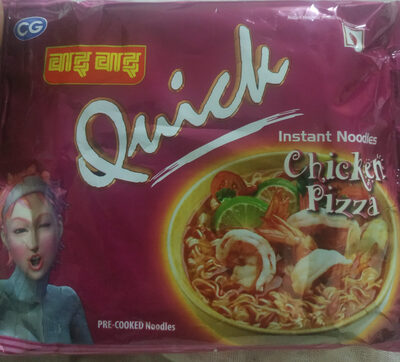 CG
वाइ वाइ
Quick
Instant Noodles
Chicken
Pizza
PRE-COOKED Noodles